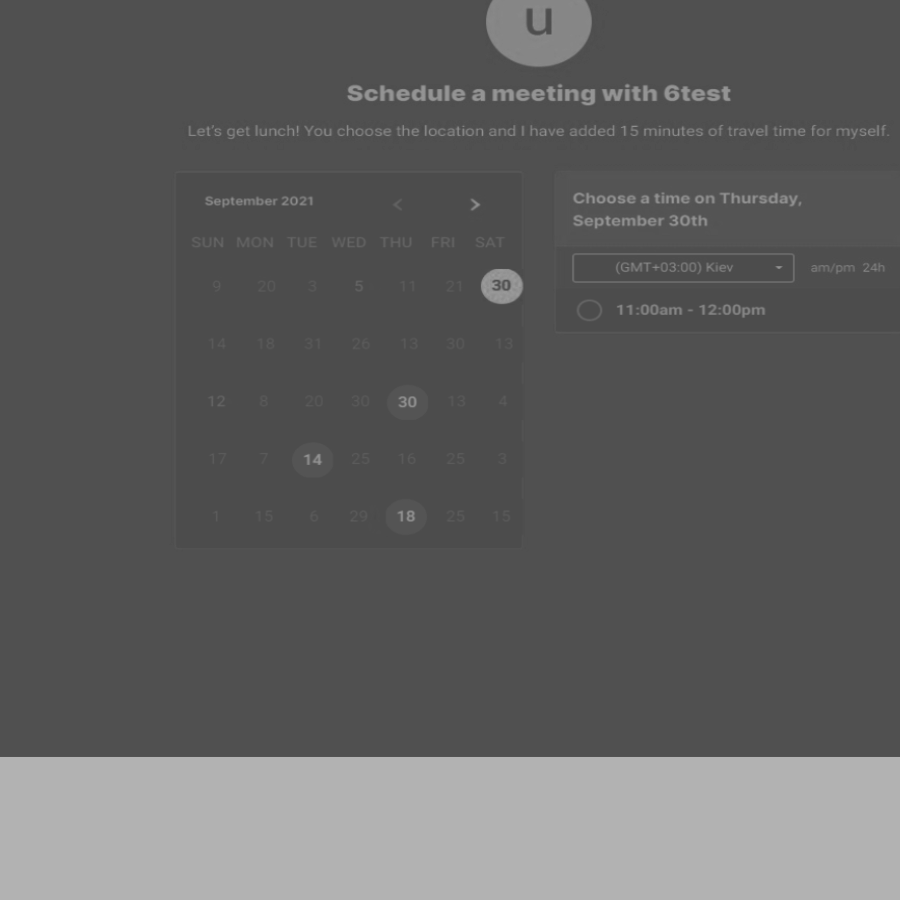 u
Schedule a meeting with 6test
Let's get lunch! You choose the location and I have added 15 minutes of travel time for myself.
September 2021 < >
SUN MON TUE WED THU FRI SAT
9 20 3 5 11 21 30
14 18 31 26 13 30 13
12 8 20 30 30 13 4
17 7 14 25 16 25 3
1 15 6 29 18 25 15
Choose a time on Thursday,
September 30th
(GMT+03:00) Kiev am/pm 24h
11:00am - 12:00pm